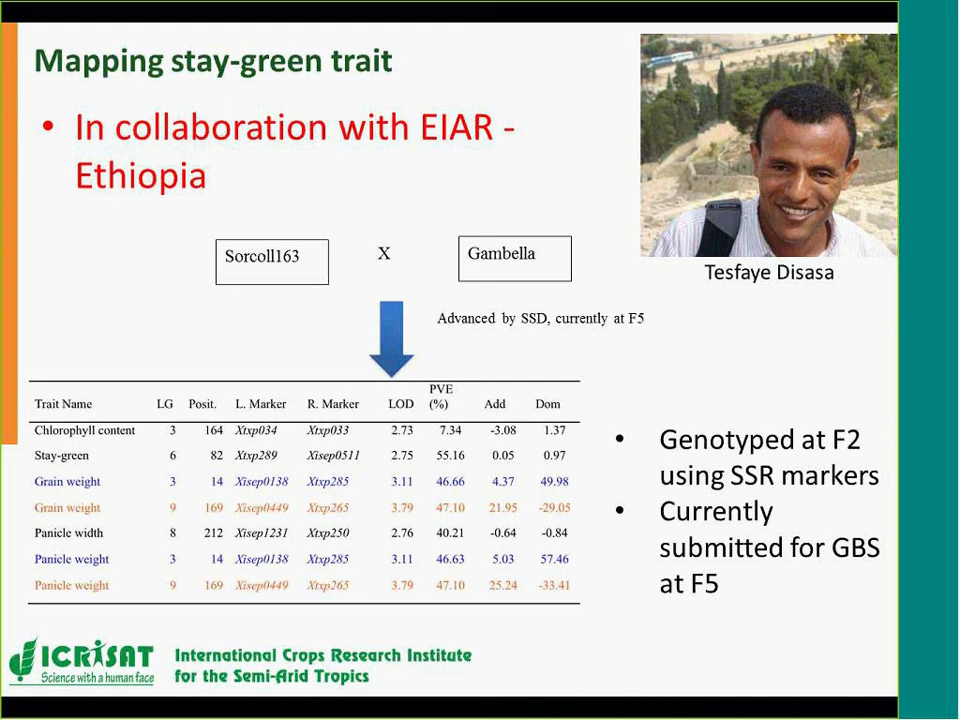 Mapping stay-green trait
• In collaboration with EIAR -
Ethiopia
Tesfaye Disasa
Sorcoll163 X Gambella
Advanced by SSD, currently at F5
Trait Name LG Posit. L. Marker R. Marker LOD PVE (%) Add Dom
Chlorophyll content 3 164 Xtxp034 Xtxp033 2.73 7.34 -3.08 1.37
Stay-green 6 82 Xtxp289 Xisep0511 2.75 55.16 0.05 0.97
Grain weight 3 14 Xisep0138 Xtxp285 3.11 46.66 4.37 49.98
Grain weight 9 169 Xisep0449 Xtxp265 3.79 47.10 21.95 -29.05
Panicle width 8 212 Xisep1231 Xtxp250 2.76 40.21 -0.64 -0.84
Panicle weight 3 14 Xisep0138 Xtxp285 3.11 46.63 5.03 57.46
Panicle weight 9 169 Xisep0449 Xtxp265 3.79 47.10 25.24 -33.41
• Genotyped at F2
using SSR markers
• Currently
submitted for GBS
at F5
ICRISAT
Science with a human face
International Crops Research Institute
for the Semi-Arid Tropics